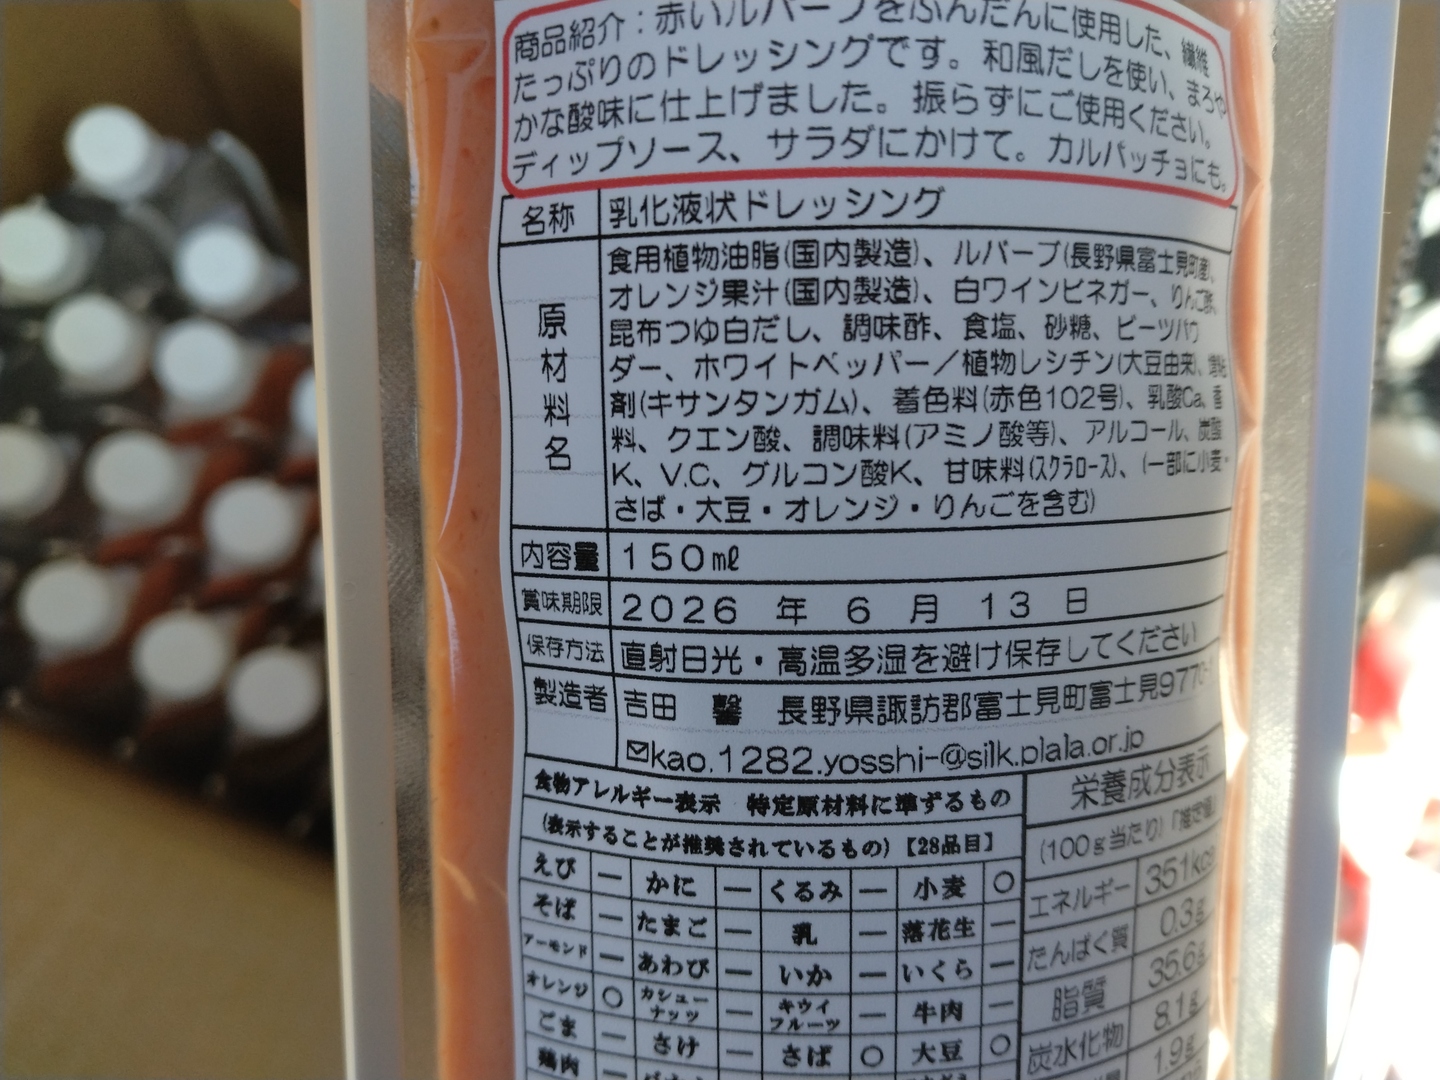 商品紹介：赤いルバーブをふんだんに使用した、繊維
たっぷりのドレッシングです。和風だしを使い、まろや
かな酸味に仕上げました。振らずにご使用ください。
ディップソース、サラダにかけて。カルパッチョにも。
名称 乳化液状ドレッシング
原材料名
食用植物油脂(国内製造)、ルバーブ(長野県富士見町産)、
オレンジ果汁(国内製造)、白ワインビネガー、りんご酢、
昆布つゆ白だし、調味酢、食塩、砂糖、ビーツパウ
ダー、ホワイトペッパー／植物レシチン(大豆由来)、増粘
剤(キサンタンガム)、着色料(赤色102号)、乳酸Ca、香
料、クエン酸、調味料(アミノ酸等)、アルコール、炭酸
K、V.C、グルコン酸K、甘味料(スクラロース)、(一部に小麦・
さば・大豆・オレンジ・りんごを含む)
内容量 150㎖
賞味期限 2026 年 6 月 13 日
保存方法 直射日光・高温多湿を避け保存してください
製造者 吉田 馨 長野県諏訪郡富士見町富士見9770-
✉kao.1282.yosshi-@silk.plala.or.jp
食物アレルギー表示 特定原材料に準ずるもの
(表示することが推奨されているもの)【28品目】
えび ― かに ― くるみ ― 小麦 ○
そば ― たまご ― 乳 ― 落花生 ―
アーモンド ― あわび ― いか ― いくら ―
オレンジ ○ カシューナッツ ― キウイフルーツ ― 牛肉 ―
ごま ― さけ ― さば ○ 大豆 ○
鶏肉
栄養成分表示
(100g当たり)「推定値」
エネルギー 351kca
たんぱく質 0.3g
脂質 35.6g
炭水化物 8.1g
1.9g